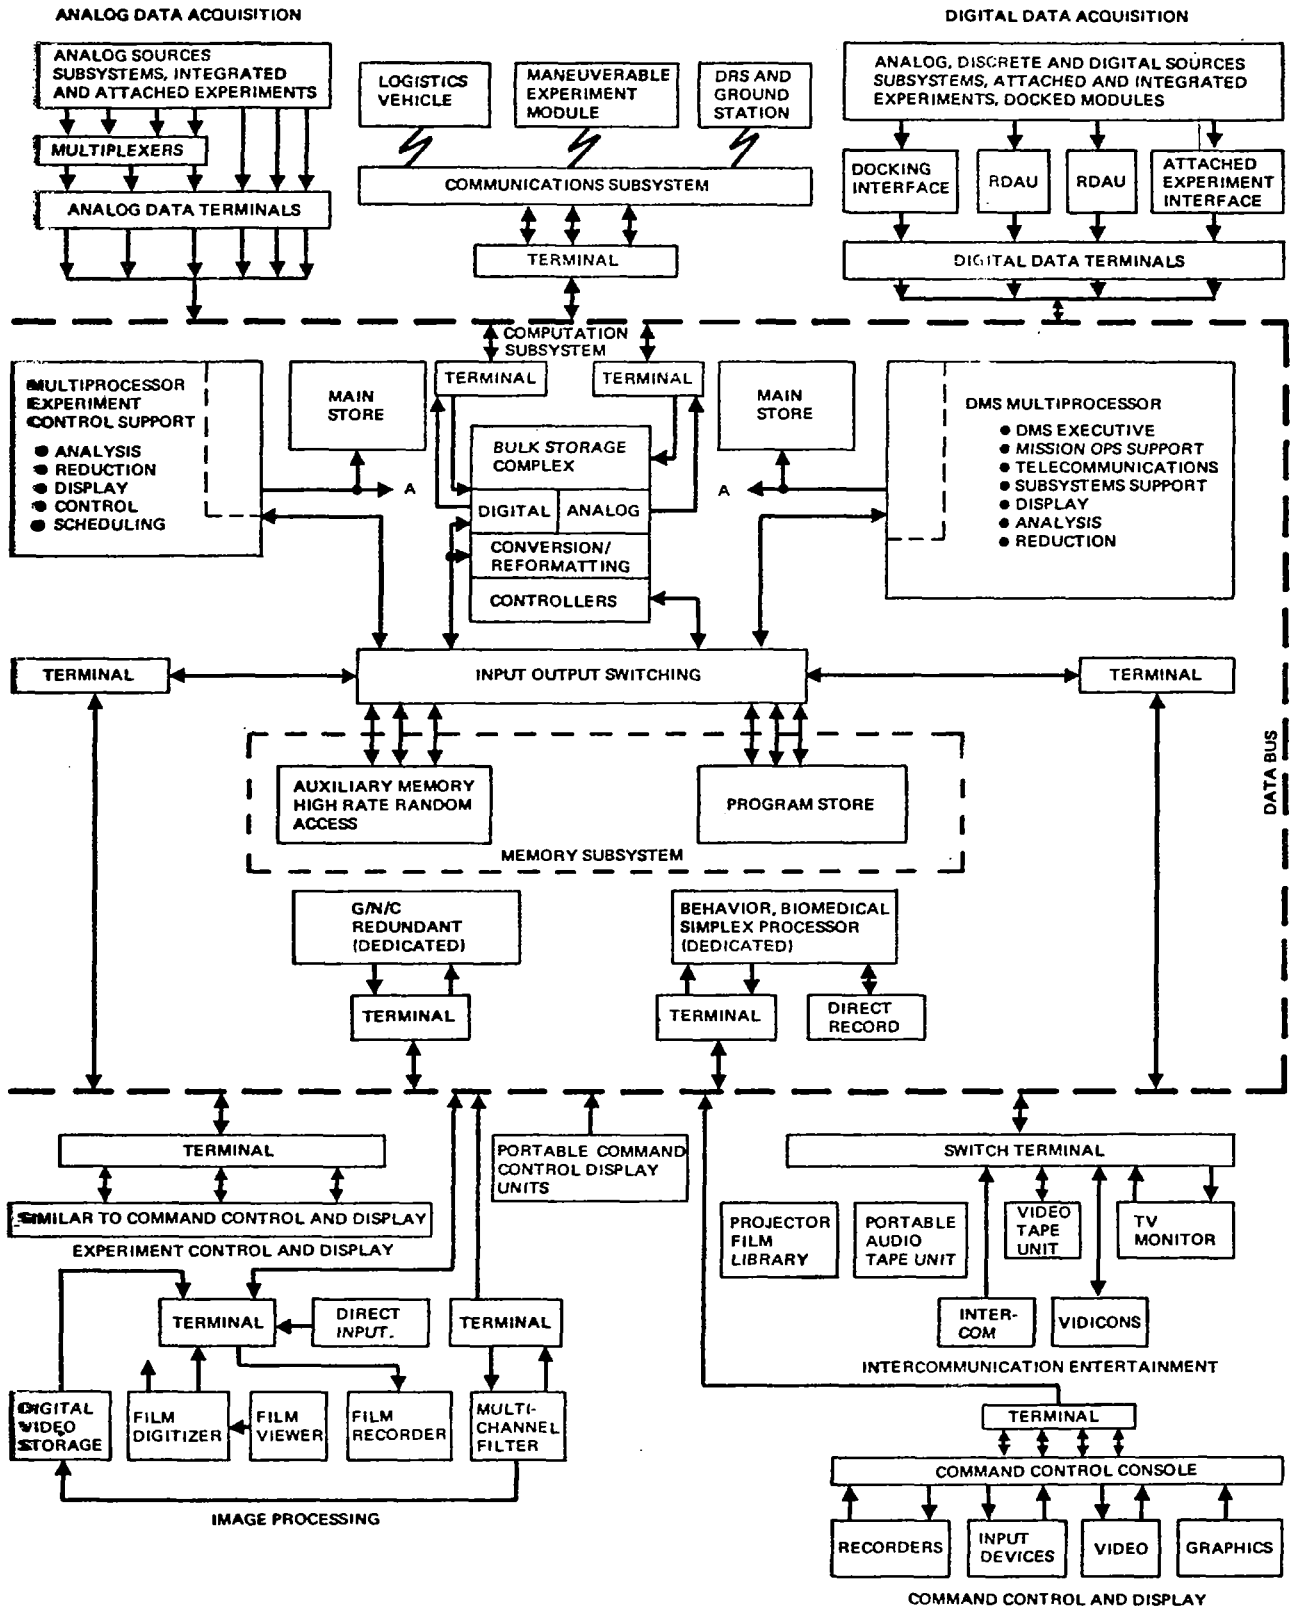 ANALOG DATA ACQUISITION
ANALOG SOURCES
SUBSYSTEMS, INTEGRATED
AND ATTACHED EXPERIMENTS
MULTIPLEXERS
ANALOG DATA TERMINALS
LOGISTICS
VEHICLE
MANEUVERABLE
EXPERIMENT
MODULE
DRS AND
GROUND
STATION
COMMUNICATIONS SUBSYSTEM
TERMINAL
DIGITAL DATA ACQUISITION
ANALOG, DISCRETE AND DIGITAL SOURCES
SUBSYSTEMS, ATTACHED AND INTEGRATED
EXPERIMENTS, DOCKED MODULES
DOCKING
INTERFACE
RDAU
RDAU
ATTACHED
EXPERIMENT
INTERFACE
DIGITAL DATA TERMINALS
COMPUTATION
SUBSYSTEM
MULTIPROCESSOR
EXPERIMENT
CONTROL SUPPORT
● ANALYSIS
● REDUCTION
● DISPLAY
● CONTROL
● SCHEDULING
MAIN
STORE
A
TERMINAL
TERMINAL
BULK STORAGE
COMPLEX
DIGITAL
ANALOG
CONVERSION/
REFORMATTING
CONTROLLERS
MAIN
STORE
A
DMS MULTIPROCESSOR
● DMS EXECUTIVE
● MISSION OPS SUPPORT
● TELECOMMUNICATIONS
● SUBSYSTEMS SUPPORT
● DISPLAY
● ANALYSIS
● REDUCTION
TERMINAL
INPUT OUTPUT SWITCHING
TERMINAL
DATA BUS
AUXILIARY MEMORY
HIGH RATE RANDOM
ACCESS
PROGRAM STORE
MEMORY SUBSYSTEM
G/N/C
REDUNDANT
(DEDICATED)
TERMINAL
BEHAVIOR, BIOMEDICAL
SIMPLEX PROCESSOR
(DEDICATED)
TERMINAL
DIRECT
RECORD
TERMINAL
SIMILAR TO COMMAND CONTROL AND DISPLAY
EXPERIMENT CONTROL AND DISPLAY
PORTABLE COMMAND
CONTROL DISPLAY
UNITS
SWITCH TERMINAL
PROJECTOR
FILM
LIBRARY
PORTABLE
AUDIO
TAPE UNIT
VIDEO
TAPE
UNIT
TV
MONITOR
INTER-
COM
VIDICONS
INTERCOMMUNICATION ENTERTAINMENT
TERMINAL
DIRECT
INPUT.
TERMINAL
DIGITAL
VIDEO
STORAGE
FILM
DIGITIZER
FILM
VIEWER
FILM
RECORDER
MULTI-
CHANNEL
FILTER
IMAGE PROCESSING
TERMINAL
COMMAND CONTROL CONSOLE
RECORDERS
INPUT
DEVICES
VIDEO
GRAPHICS
COMMAND CONTROL AND DISPLAY